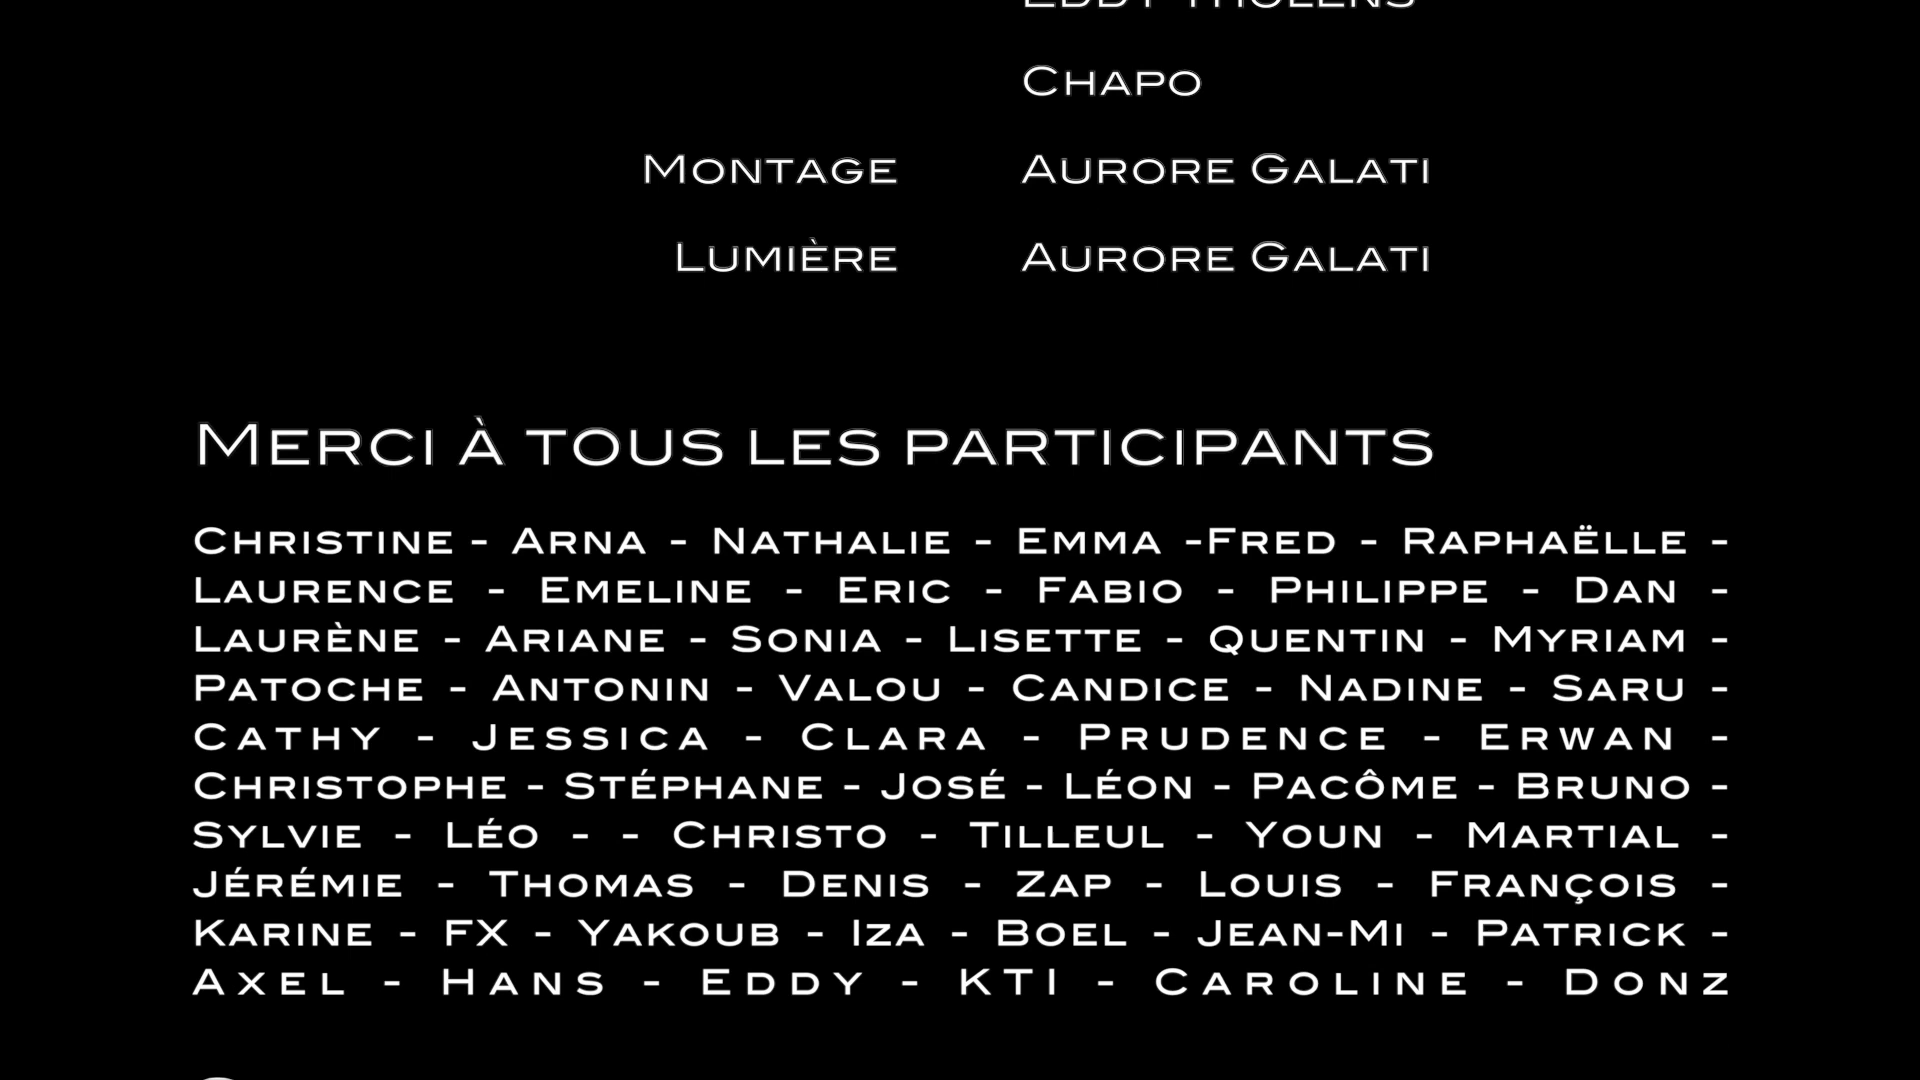 Eddy Tholens
Chapo
Montage Aurore Galati
Lumière Aurore Galati
Merci à tous les participants
Christine - Arna - Nathalie - Emma -Fred - Raphaëlle -
Laurence - Emeline - Eric - Fabio - Philippe - Dan -
Laurène - Ariane - Sonia - Lisette - Quentin - Myriam -
Patoche - Antonin - Valou - Candice - Nadine - Saru -
Cathy - Jessica - Clara - Prudence - Erwan -
Christophe - Stéphane - José - Léon - Pacôme - Bruno -
Sylvie - Léo - - Christo - Tilleul - Youn - Martial -
Jérémie - Thomas - Denis - Zap - Louis - François -
Karine - FX - Yakoub - Iza - Boel - Jean-Mi - Patrick -
Axel - Hans - Eddy - KTI - Caroline - Donz